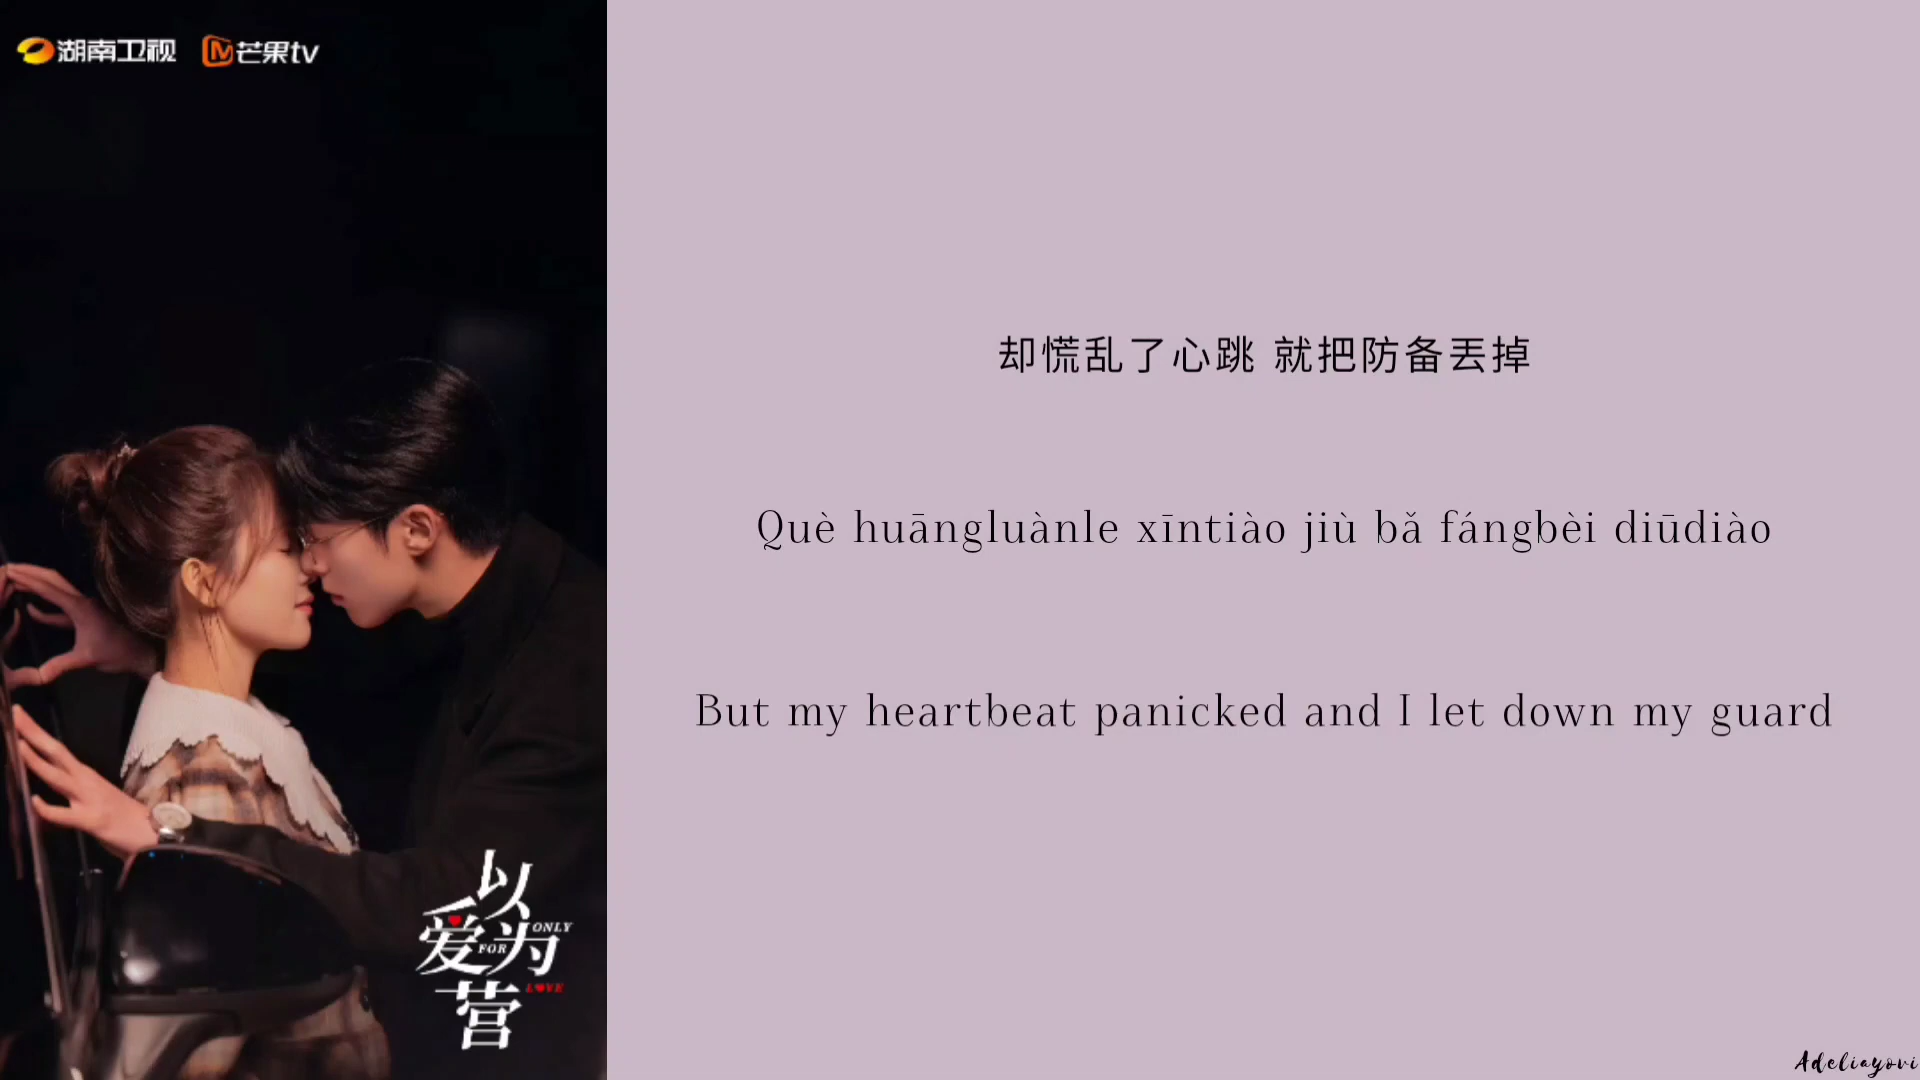 湖南卫视 芒果tv
却慌乱了心跳 就把防备丢掉
Què huāngluànle xīntiào jiù bǎ fángbèi diūdiào
But my heartbeat panicked and I let down my guard
以
爱为
营
ONLY
FOR
LOVE
Adeliayovi